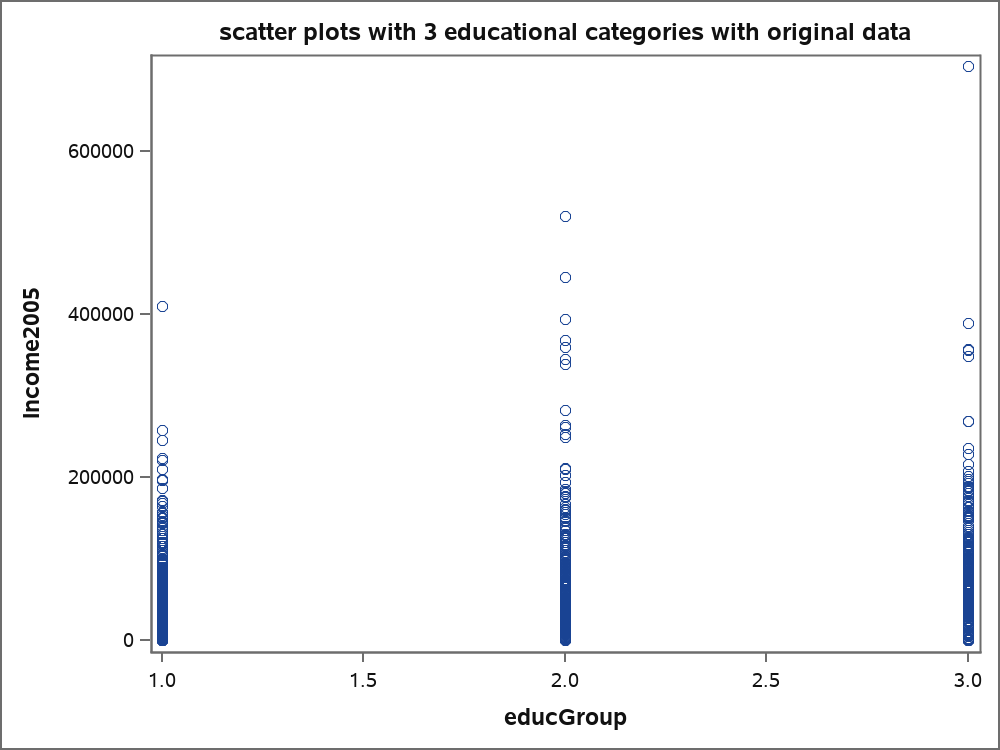 scatter plots with 3 educational categories with original data
Income2005
600000
400000
200000
0
1.0 1.5 2.0 2.5 3.0
educGroup